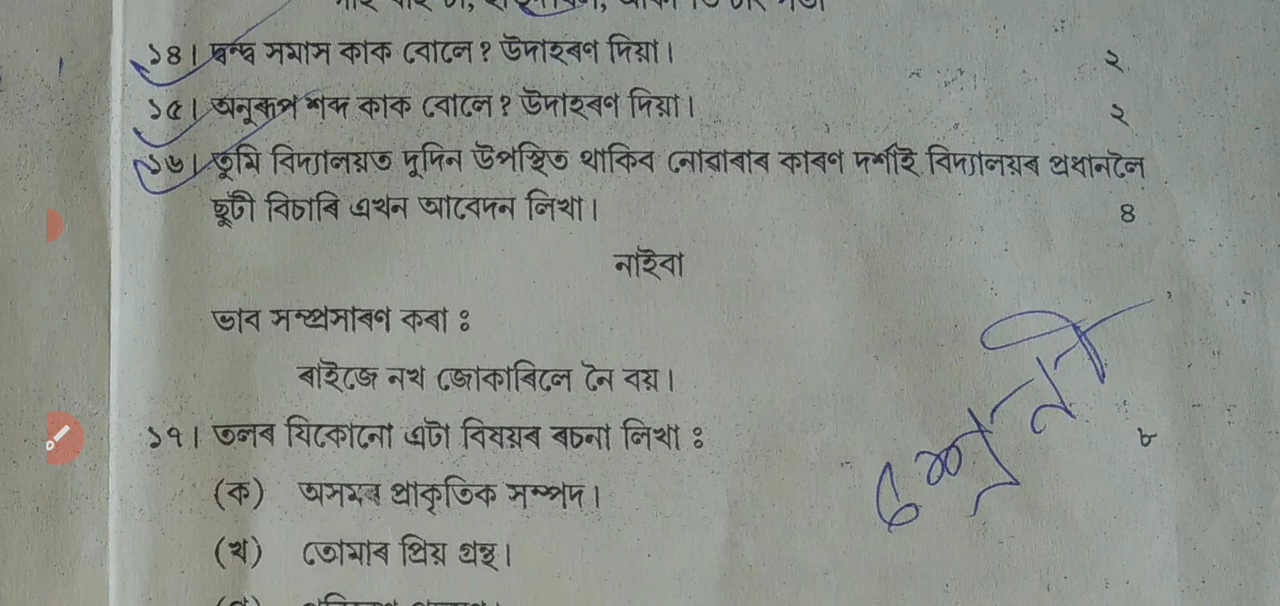 ১৪। দ্বন্দ্ব সমাস কাক বোলে? উদাহৰণ দিয়া। ২
১৫। অনুৰূপ শব্দ কাক বোলে? উদাহৰণ দিয়া। ২
১৬। তুমি বিদ্যালয়ত দুদিন উপস্থিত থাকিব নোৱাৰাৰ কাৰণ দৰ্শাই বিদ্যালয়ৰ প্ৰধানলৈ
ছুটী বিচাৰি এখন আবেদন লিখা। ৪
নাইবা
ভাব সম্প্ৰসাৰণ কৰা ঃ
ৰাইজে নখ জোকাৰিলে নৈ বয়।
১৭। তলৰ যিকোনো এটা বিষয়ৰ ৰচনা লিখা ঃ ৮
(ক) অসমৰ প্ৰাকৃতিক সম্পদ।
(খ) তোমাৰ প্ৰিয় গ্ৰন্থ।